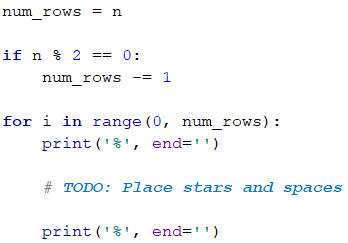 num_rows = n
if n % 2 == 0:
    num_rows -= 1
for i in range(0, num_rows):
    print('%', end='')
    # TODO: Place stars and spaces
    print('%', end='')